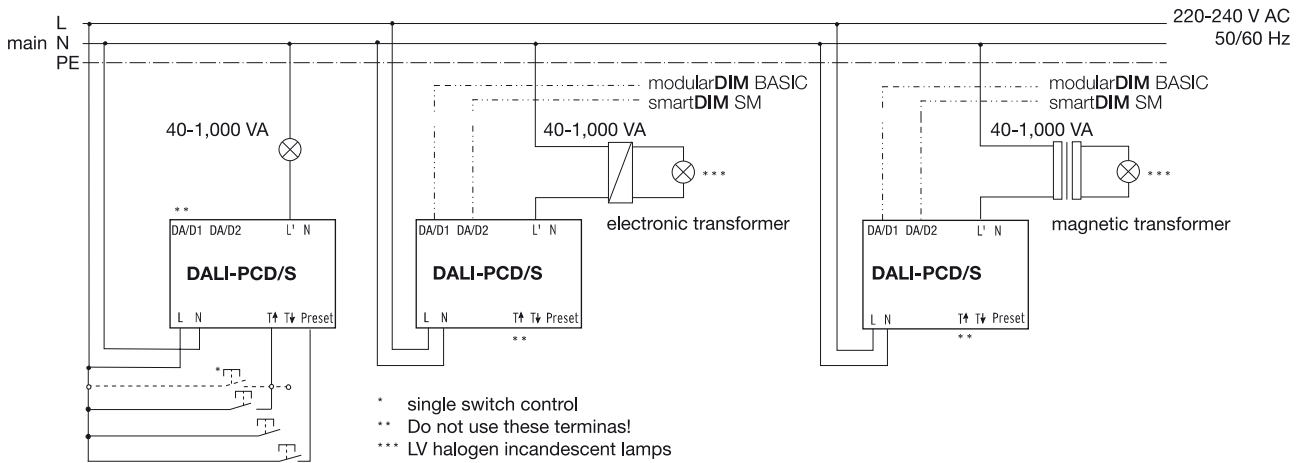 L
220-240 V AC
main N
50/60 Hz
PE
modularDIM BASIC
smartDIM SM
modularDIM BASIC
smartDIM SM
40-1,000 VA
40-1,000 VA
40-1,000 VA
***
***
electronic transformer
magnetic transformer
**
DA/D1 DA/D2 L' N
DALI-PCD/S
L N T↑ T↓ Preset
DA/D1 DA/D2 L' N
DALI-PCD/S
L N T↑ T↓ Preset
**
DA/D1 DA/D2 L' N
DALI-PCD/S
L N T↑ T↓ Preset
**
*
* single switch control
** Do not use these terminas!
*** LV halogen incandescent lamps